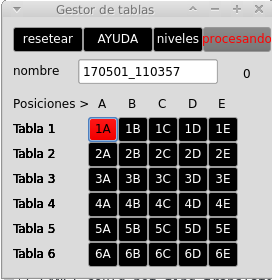 Gestor de tablas
resetear AYUDA niveles procesando
nombre 170501_110357 0
Posiciones > A B C D E
Tabla 1 1A 1B 1C 1D 1E
Tabla 2 2A 2B 2C 2D 2E
Tabla 3 3A 3B 3C 3D 3E
Tabla 4 4A 4B 4C 4D 4E
Tabla 5 5A 5B 5C 5D 5E
Tabla 6 6A 6B 6C 6D 6E